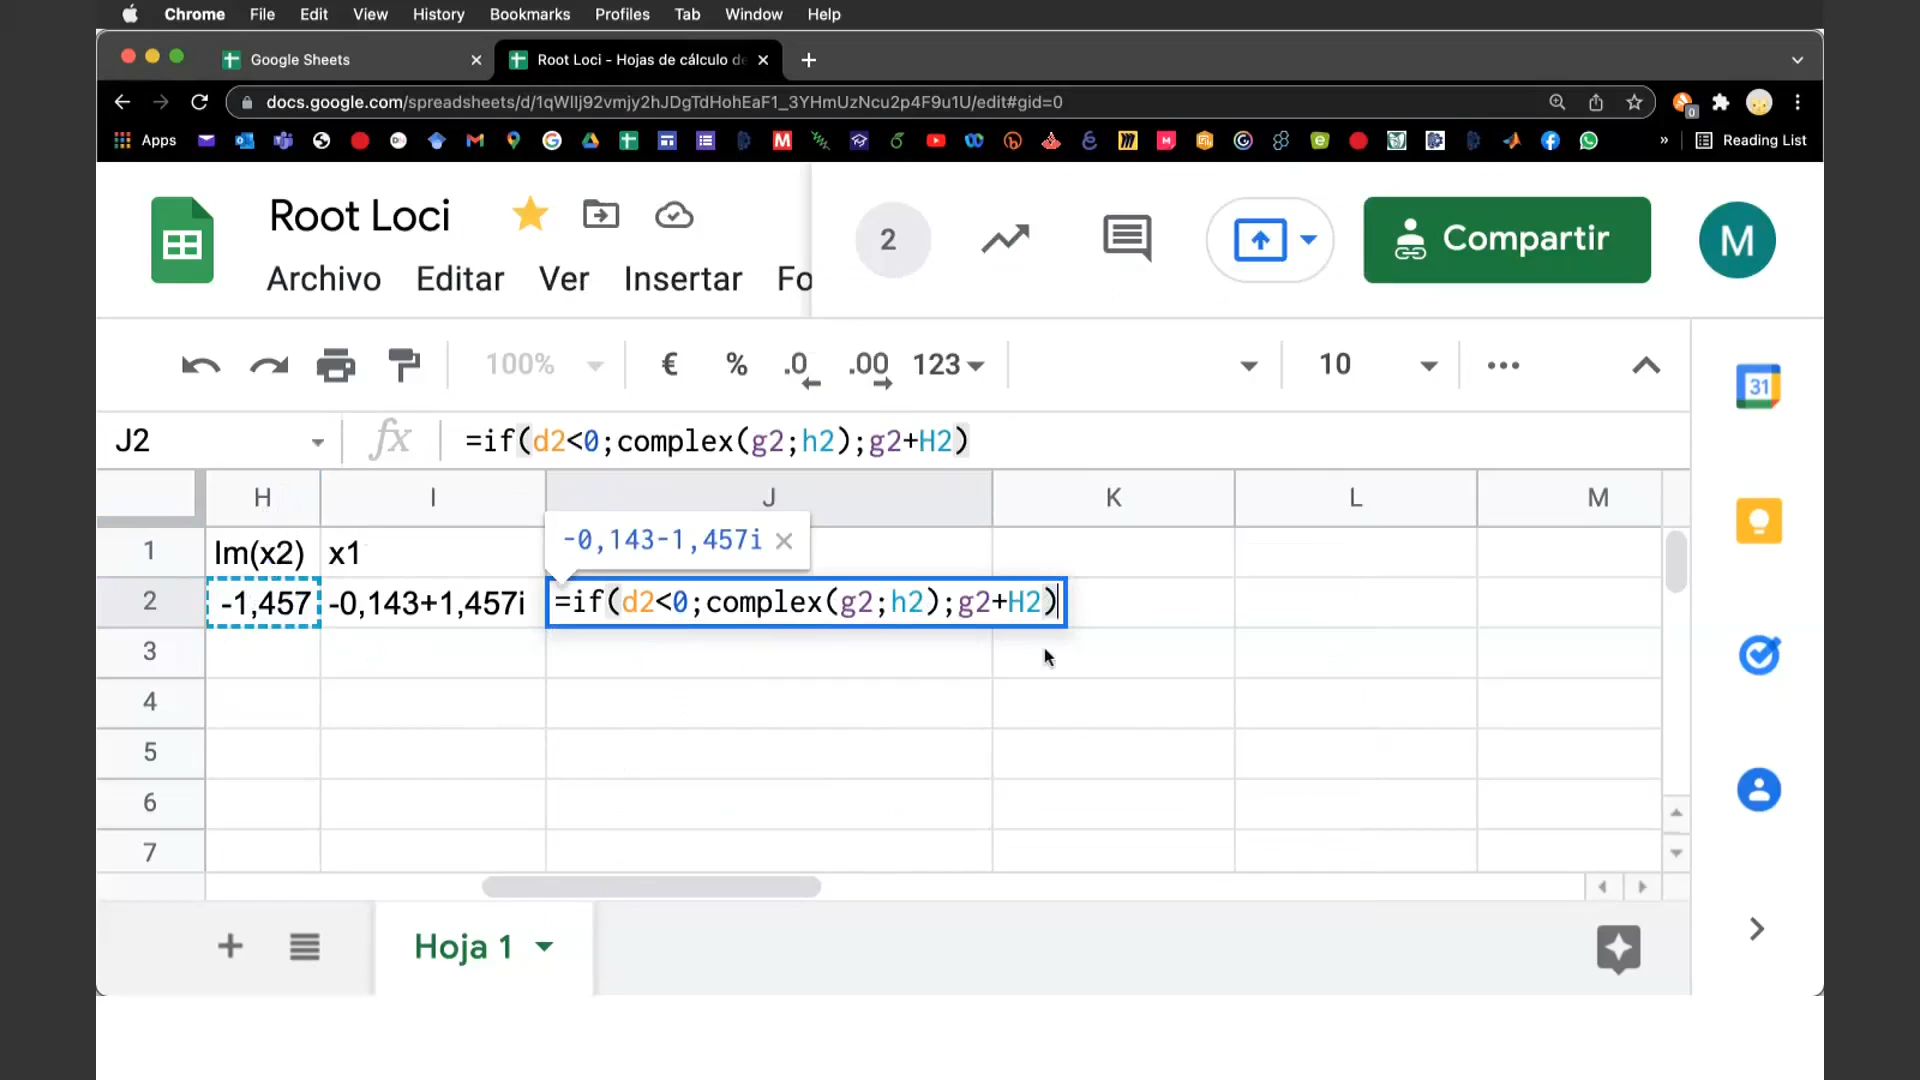 Chrome File Edit View History Bookmarks Profiles Tab Window Help
Google Sheets
Root Loci - Hojas de cálculo de
docs.google.com/spreadsheets/d/1qWlIj92vmjy2hJDgTdHohEaF1_3YHmUzNcu2p4F9u1U/edit#gid=0
0
Apps
» Reading List
Root Loci
2
Compartir
M
Archivo Editar Ver Insertar Fo
100% € % .0 .00 123 10
31
J2 fx =if(d2<0;complex(g2;h2);g2+H2)
H I J K L M
-0,143-1,457i
1 Im(x2) x1
2 -1,457 -0,143+1,457i =if(d2<0;complex(g2;h2);g2+H2)
3
4
5
6
7
Hoja 1